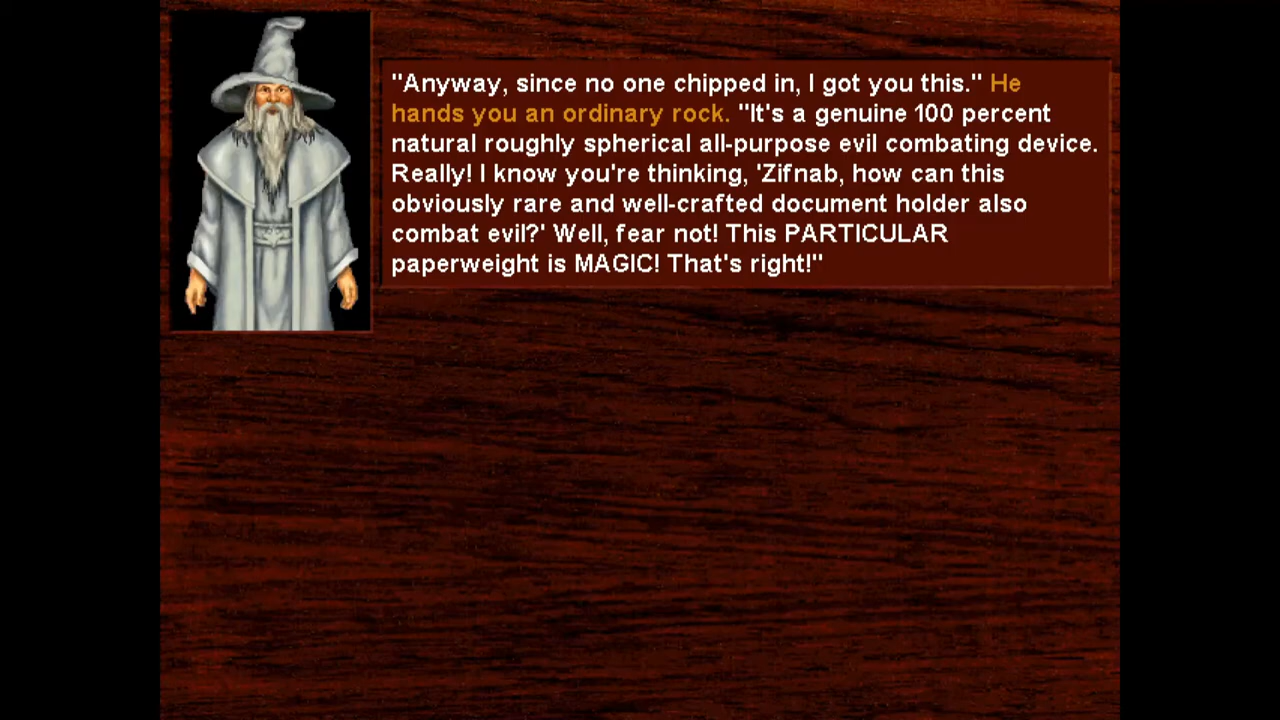 "Anyway, since no one chipped in, I got you this." He
hands you an ordinary rock. "It's a genuine 100 percent
natural roughly spherical all-purpose evil combating device.
Really! I know you're thinking, 'Zifnab, how can this
obviously rare and well-crafted document holder also
combat evil?' Well, fear not! This PARTICULAR
paperweight is MAGIC! That's right!"